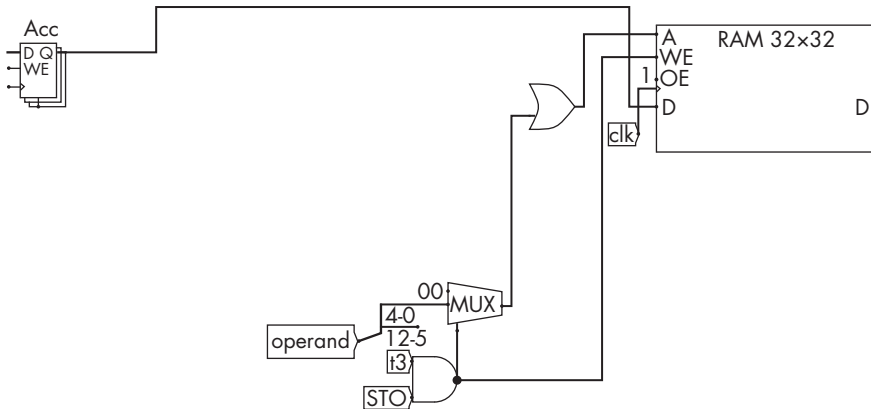 Acc
D Q
WE
A
RAM 32×32
WE
1
OE
D
D
clk
00
MUX
4-0
operand
12-5
t3
STO